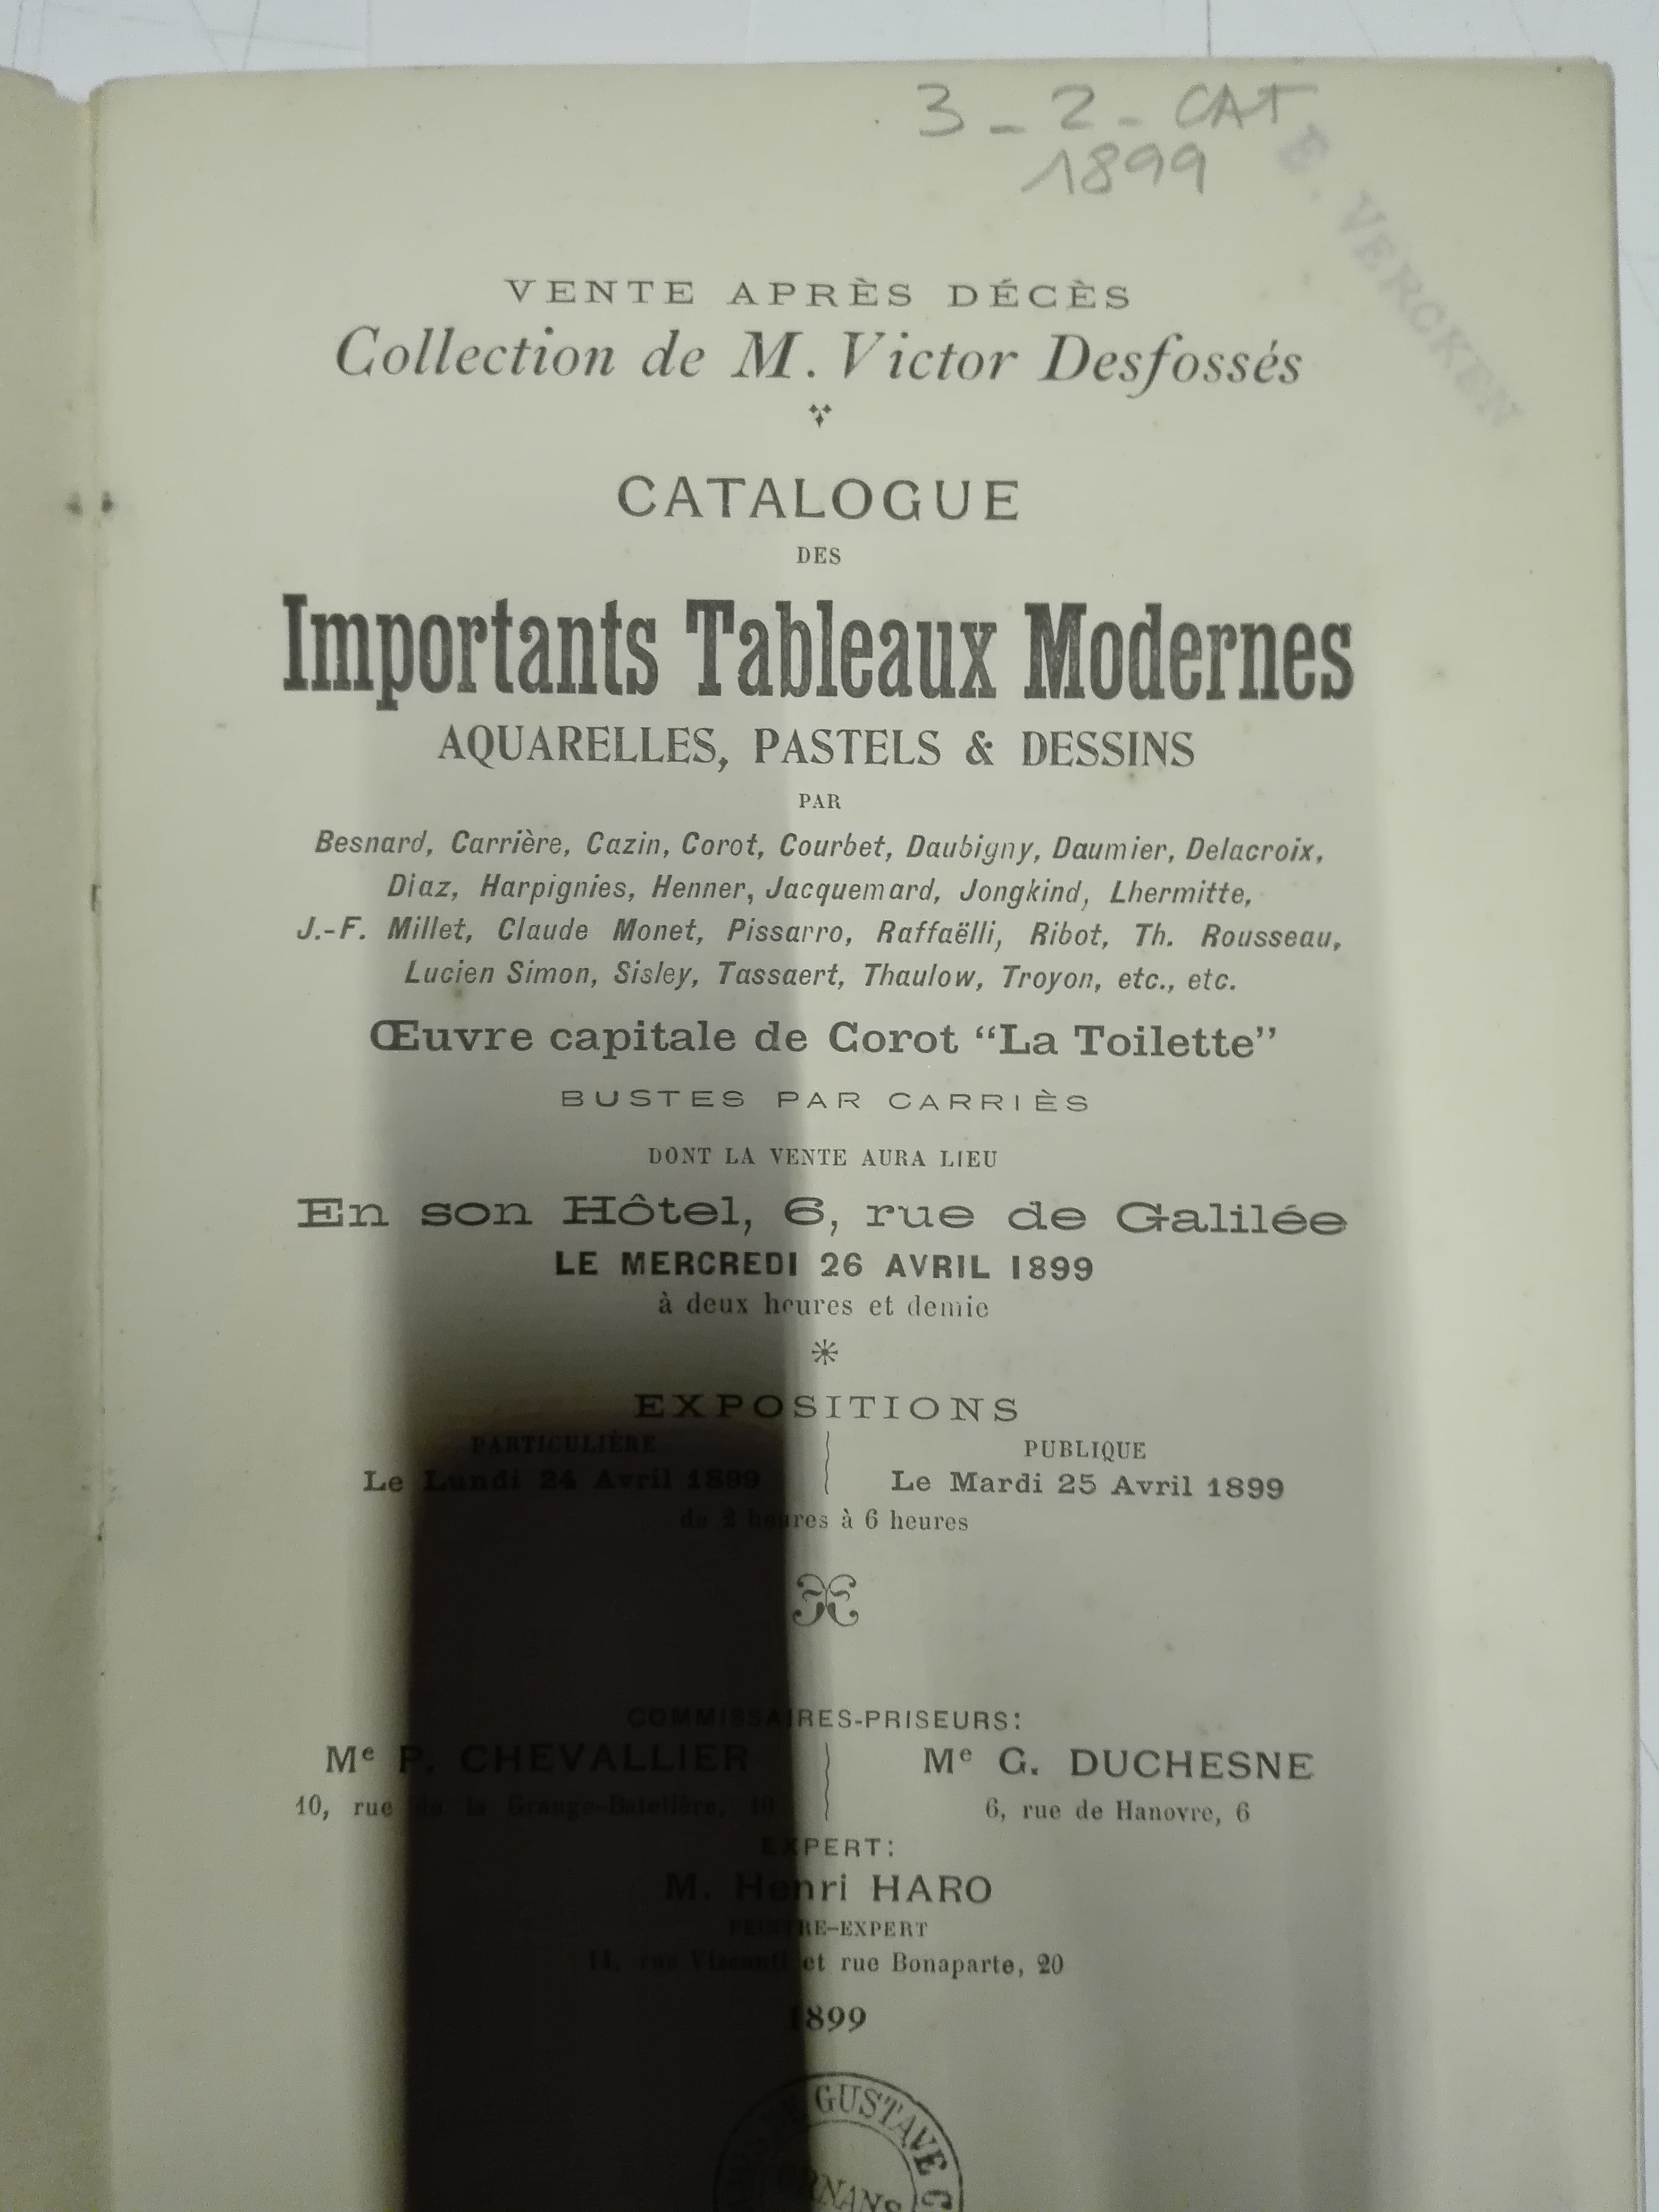 3 - 2 - CAT
1899
E. VERCKEN
VENTE APRÈS DÉCÈS
Collection de M. Victor Desfossés
CATALOGUE
DES
Importants Tableaux Modernes
AQUARELLES, PASTELS & DESSINS
PAR
Besnard, Carrière, Cazin, Corot, Courbet, Daubigny, Daumier, Delacroix,
Diaz, Harpignies, Henner, Jacquemard, Jongkind, Lhermitte,
J.-F. Millet, Claude Monet, Pissarro, Raffaëlli, Ribot, Th. Rousseau,
Lucien Simon, Sisley, Tassaert, Thaulow, Troyon, etc., etc.
Œuvre capitale de Corot “La Toilette”
BUSTES PAR CARRIÈS
DONT LA VENTE AURA LIEU
En son Hôtel, 6, rue de Galilée
LE MERCREDI 26 AVRIL 1899
à deux heures et demie
EXPOSITIONS
PARTICULIÈRE
Le Lundi 24 Avril 1899
PUBLIQUE
Le Mardi 25 Avril 1899
de 2 heures à 6 heures
COMMISSAIRES-PRISEURS:
Me P. CHEVALLIER
10, rue de la Grange-Batelière, 10
Me G. DUCHESNE
6, rue de Hanovre, 6
EXPERT:
M. Henri HARO
PEINTRE-EXPERT
14, rue Visconti et rue Bonaparte, 20
1899
GUSTAVE C